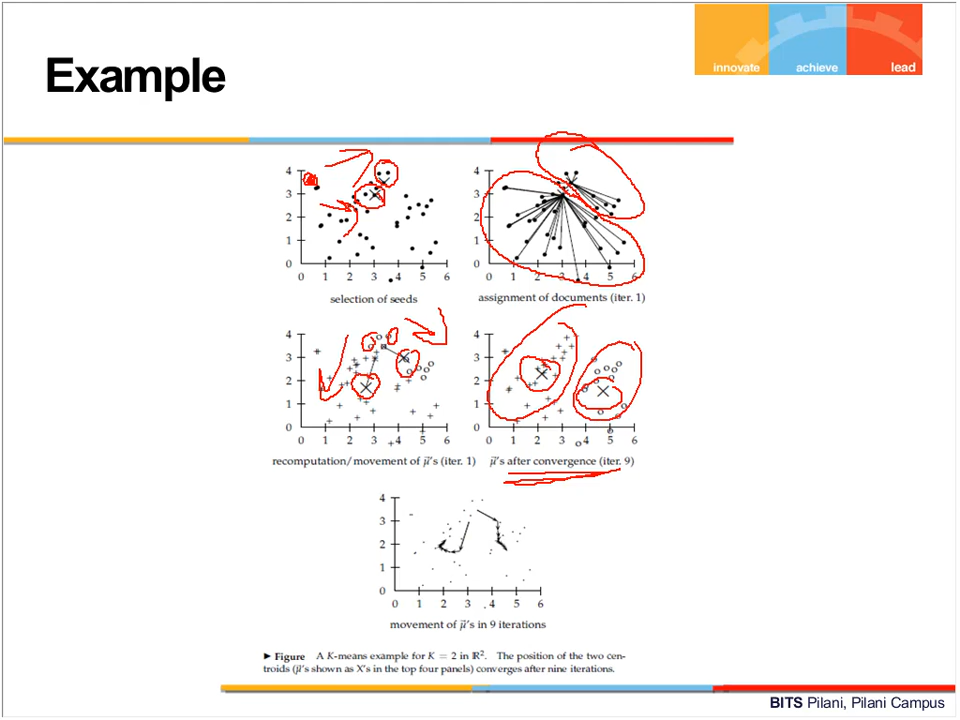 innovate achieve lead
Example
4
3
2
1
0
0 1 2 3 4 5 6
selection of seeds
4
3
2
1
0
0 1 2 3 4 5 6
assignment of documents (iter. 1)
4
3
2
1
0
0 1 2 3 4 5 6
recomputation/movement of μ⃗'s (iter. 1)
4
3
2
1
0
0 1 2 3 4 5 6
μ⃗'s after convergence (iter. 9)
4
3
2
1
0
0 1 2 3 4 5 6
movement of μ⃗'s in 9 iterations
► Figure A K-means example for K = 2 in ℝ². The position of the two cen-
troids (μ⃗'s shown as X's in the top four panels) converges after nine iterations.
BITS Pilani, Pilani Campus